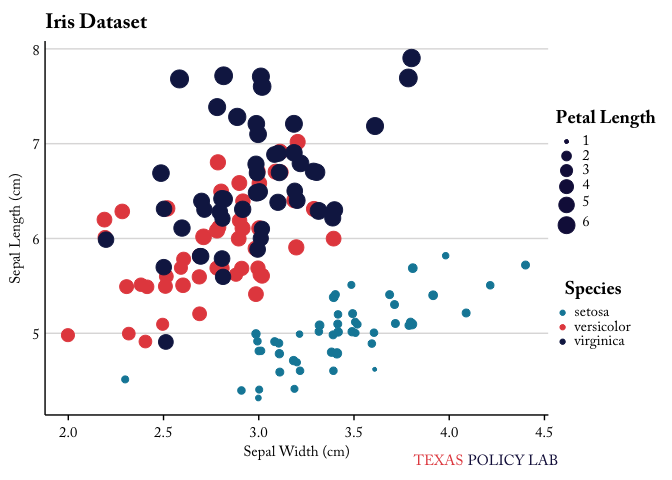 Iris Dataset
Sepal Length (cm)
8
7
6
5
2.0 2.5 3.0 3.5 4.0 4.5
Sepal Width (cm)
Petal Length
1
2
3
4
5
6
Species
setosa
versicolor
virginica
TEXAS POLICY LAB